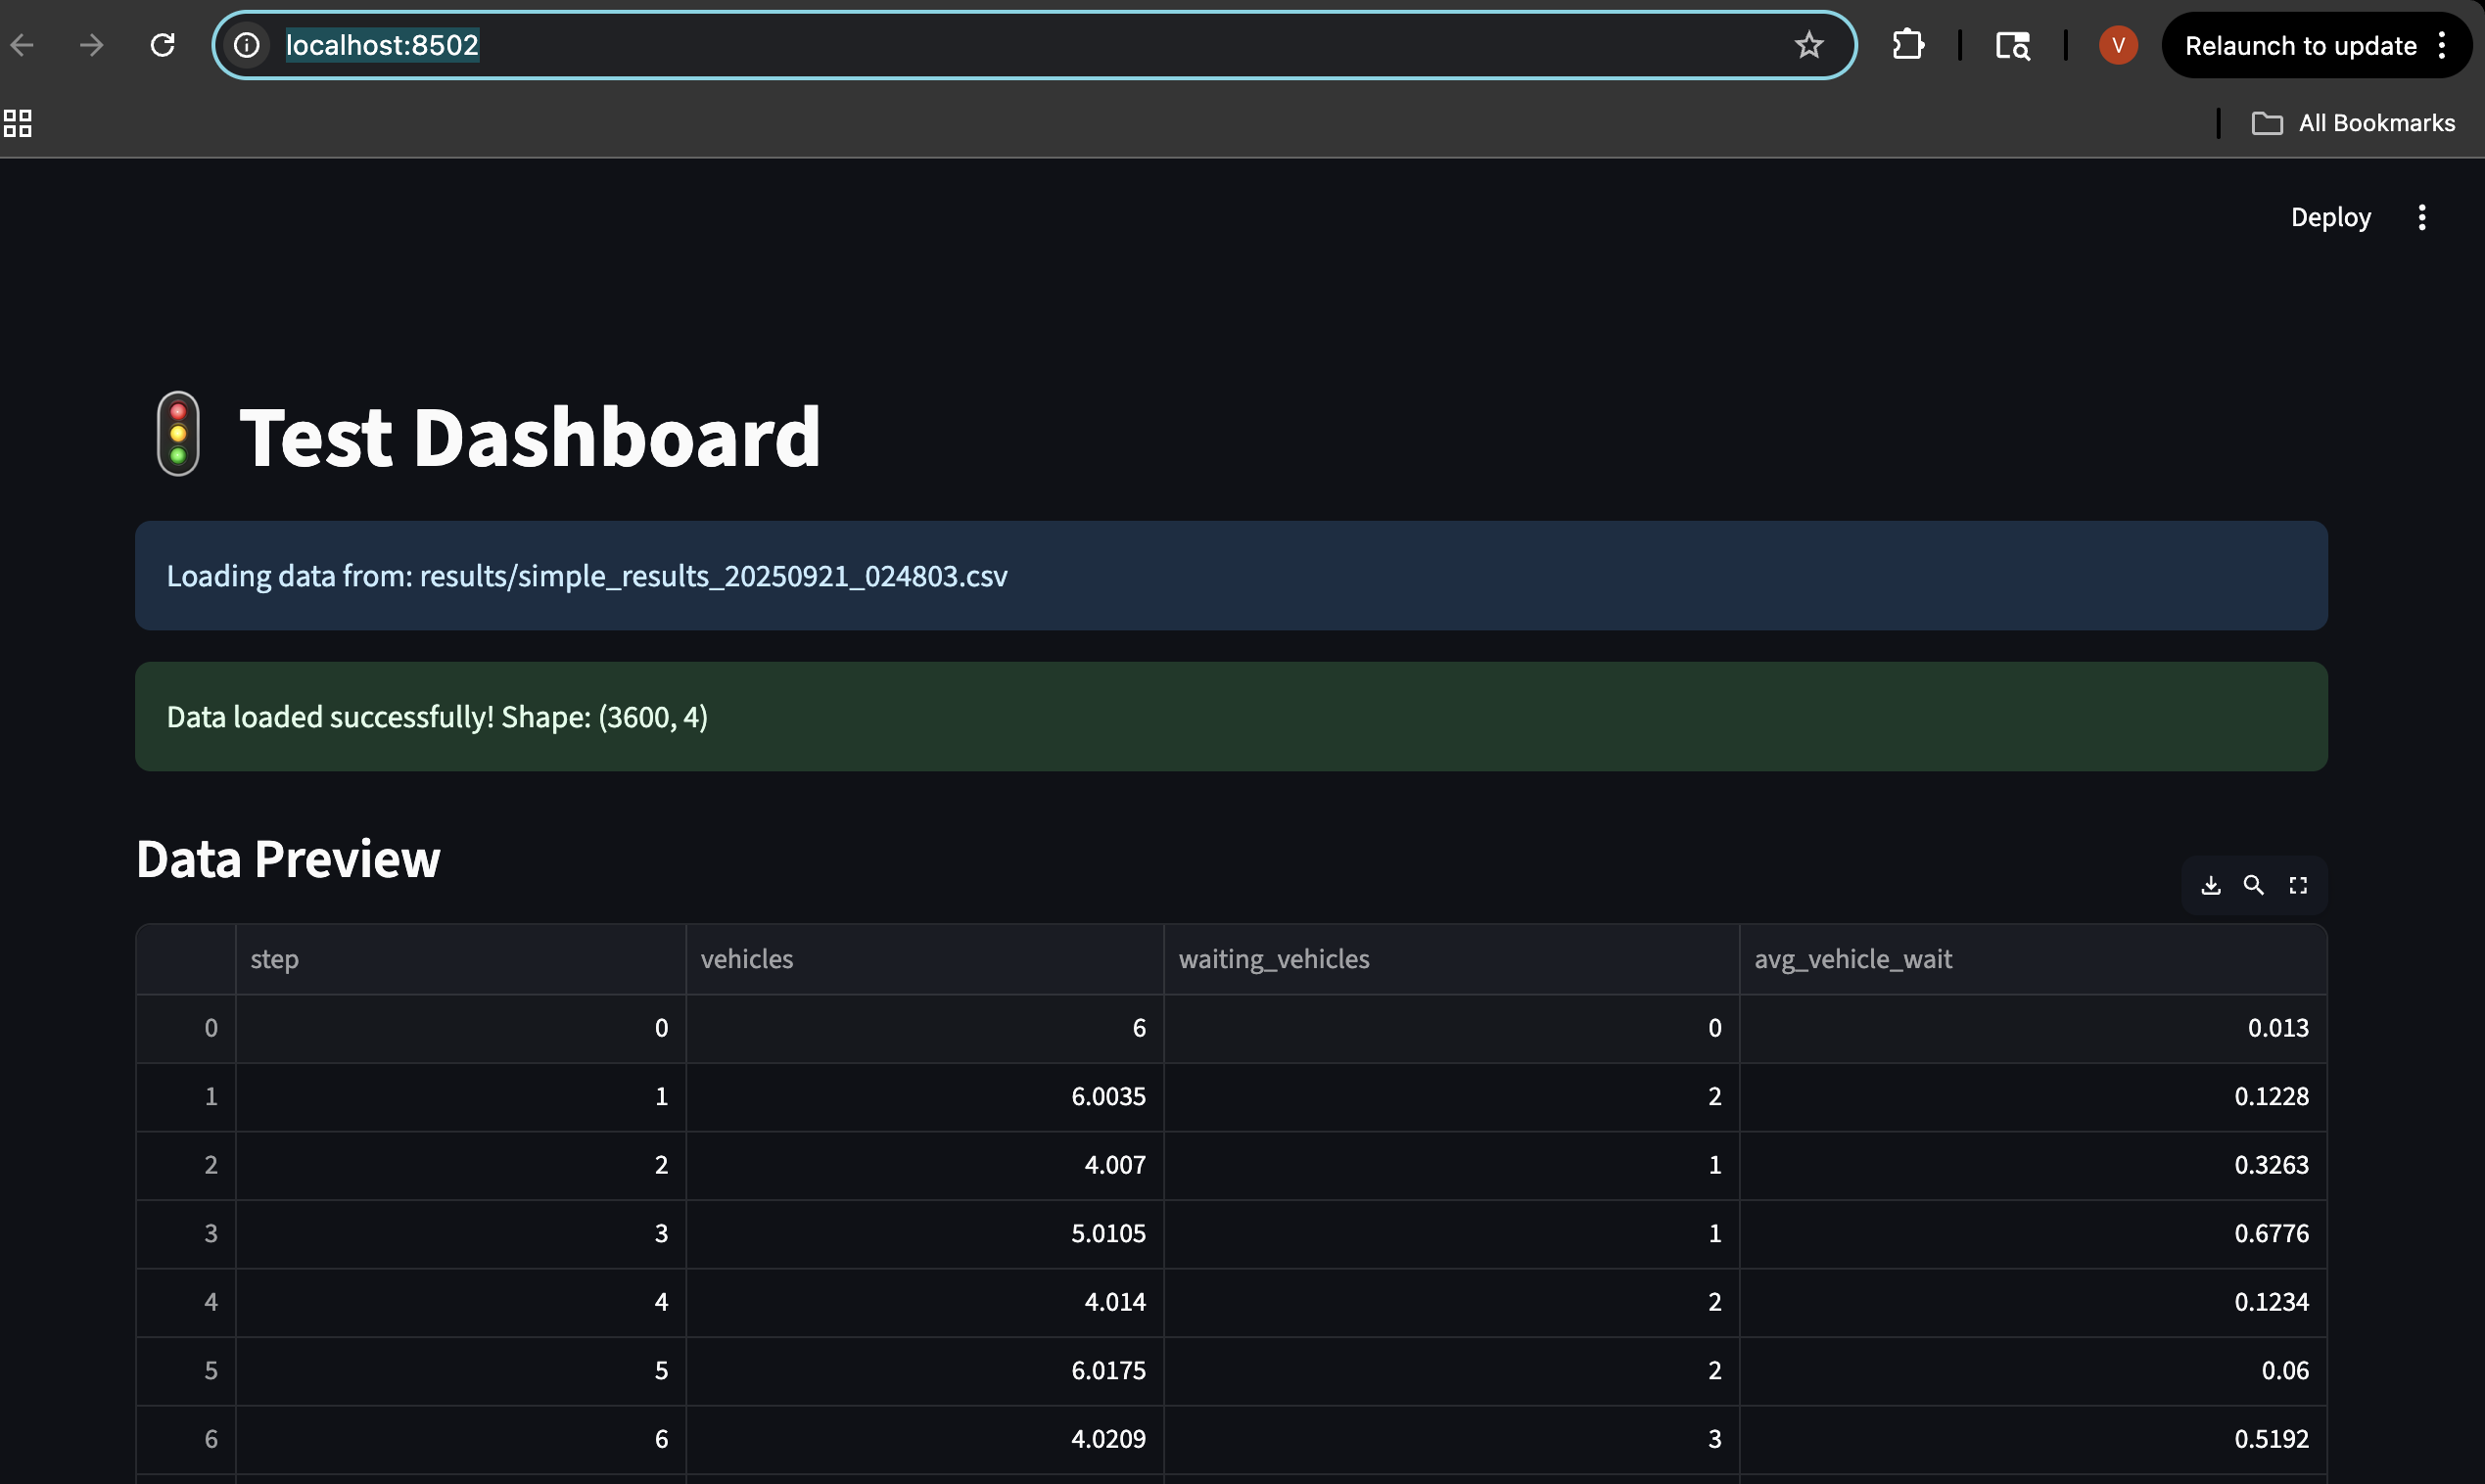 localhost:8502
V
Relaunch to update
All Bookmarks
Deploy
Test Dashboard
Loading data from: results/simple_results_20250921_024803.csv
Data loaded successfully! Shape: (3600, 4)
Data Preview
step vehicles waiting_vehicles avg_vehicle_wait
0 0 6 0 0.013
1 1 6.0035 2 0.1228
2 2 4.007 1 0.3263
3 3 5.0105 1 0.6776
4 4 4.014 2 0.1234
5 5 6.0175 2 0.06
6 6 4.0209 3 0.5192